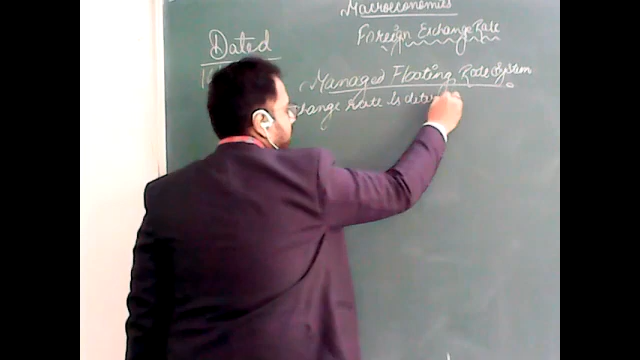 Macroeconomics
Foreign Exchange Rate
Dated
Managed Floating Rate System
change Rate Is deter